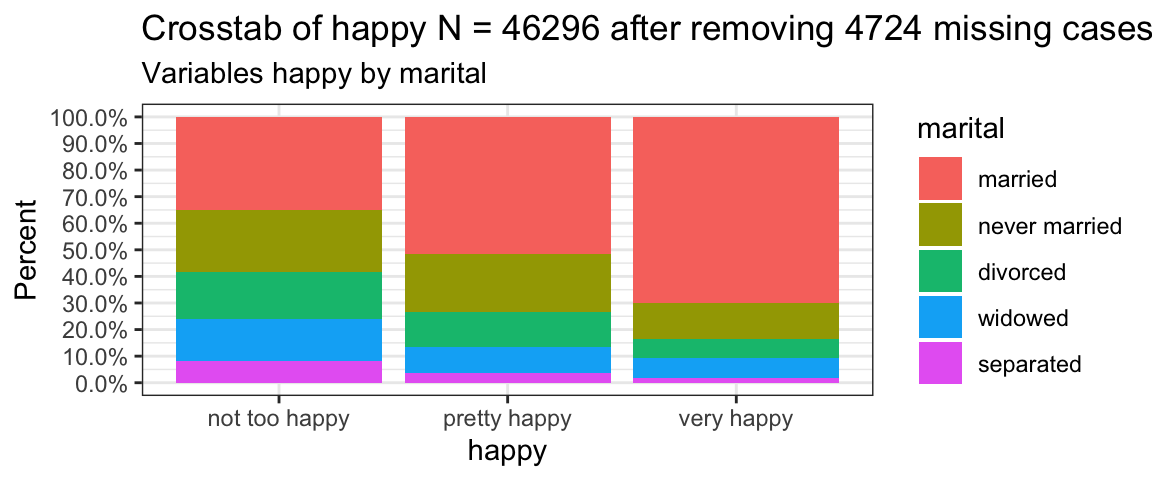 Crosstab of happy N = 46296 after removing 4724 missing cases
Variables happy by marital
100.0%
90.0%
80.0%
70.0%
60.0%
50.0%
40.0%
30.0%
20.0%
10.0%
0.0%
Percent
not too happy
pretty happy
very happy
happy
marital
married
never married
divorced
widowed
separated